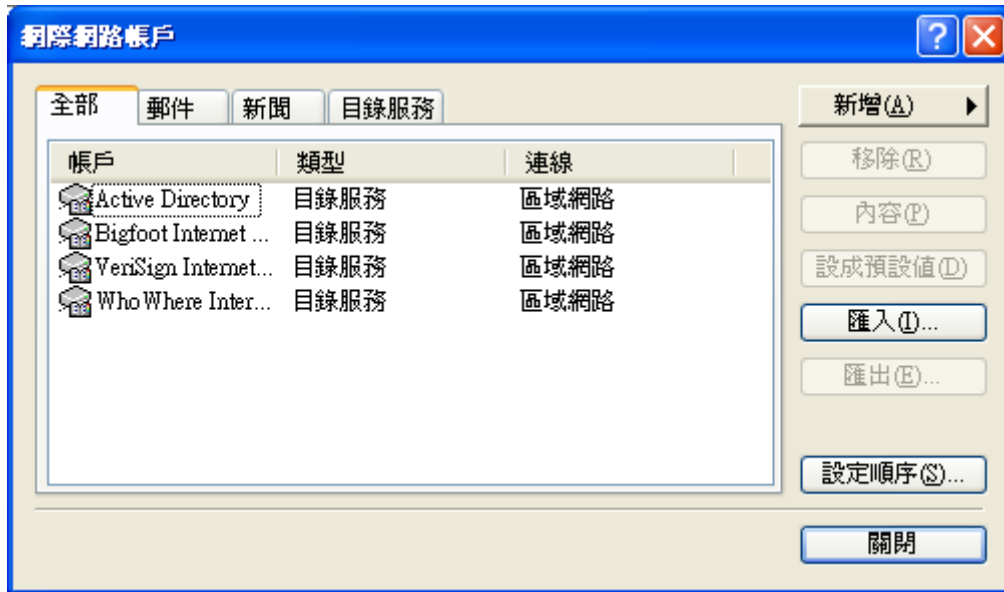 網際網路帳戶
全部 郵件 新聞 目錄服務
帳戶 類型 連線
Active Directory 目錄服務 區域網路
Bigfoot Internet ... 目錄服務 區域網路
VeriSign Internet... 目錄服務 區域網路
WhoWhere Inter... 目錄服務 區域網路
新增(A)
移除(R)
內容(P)
設成預設值(D)
匯入(I)...
匯出(E)...
設定順序(S)...
關閉